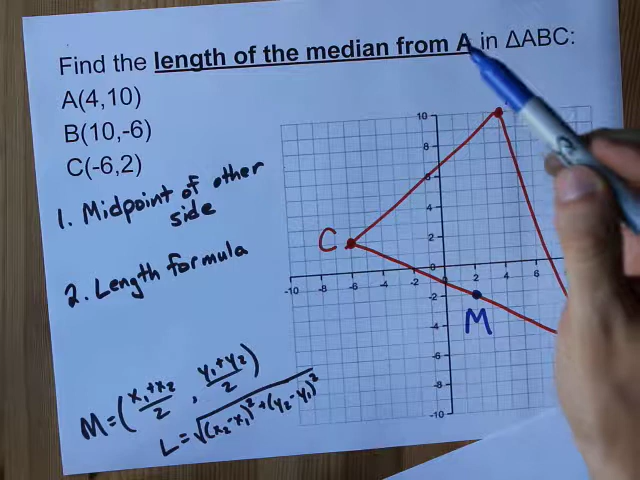 Find the length of the median from A in ΔABC:
A(4,10)
B(10,-6)
C(-6,2)
1. Midpoint of other
side
2. Length formula
M=(x₁+x₂/2, y₁+y₂/2)
L=√(x₂-x₁)²+(y₂-y₁)²
C
M
10
8
6
4
2
0
-2
-4
-6
-8
-10
-10 -8 -6 -4 -2 0 2 4 6